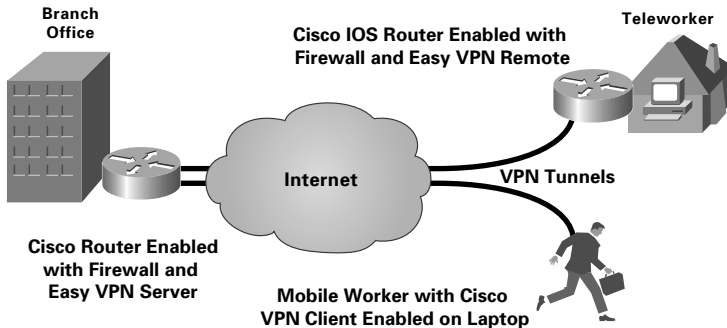 Branch
Office
Cisco IOS Router Enabled with
Firewall and Easy VPN Remote
Teleworker
Internet
VPN Tunnels
Cisco Router Enabled
with Firewall and
Easy VPN Server
Mobile Worker with Cisco
VPN Client Enabled on Laptop